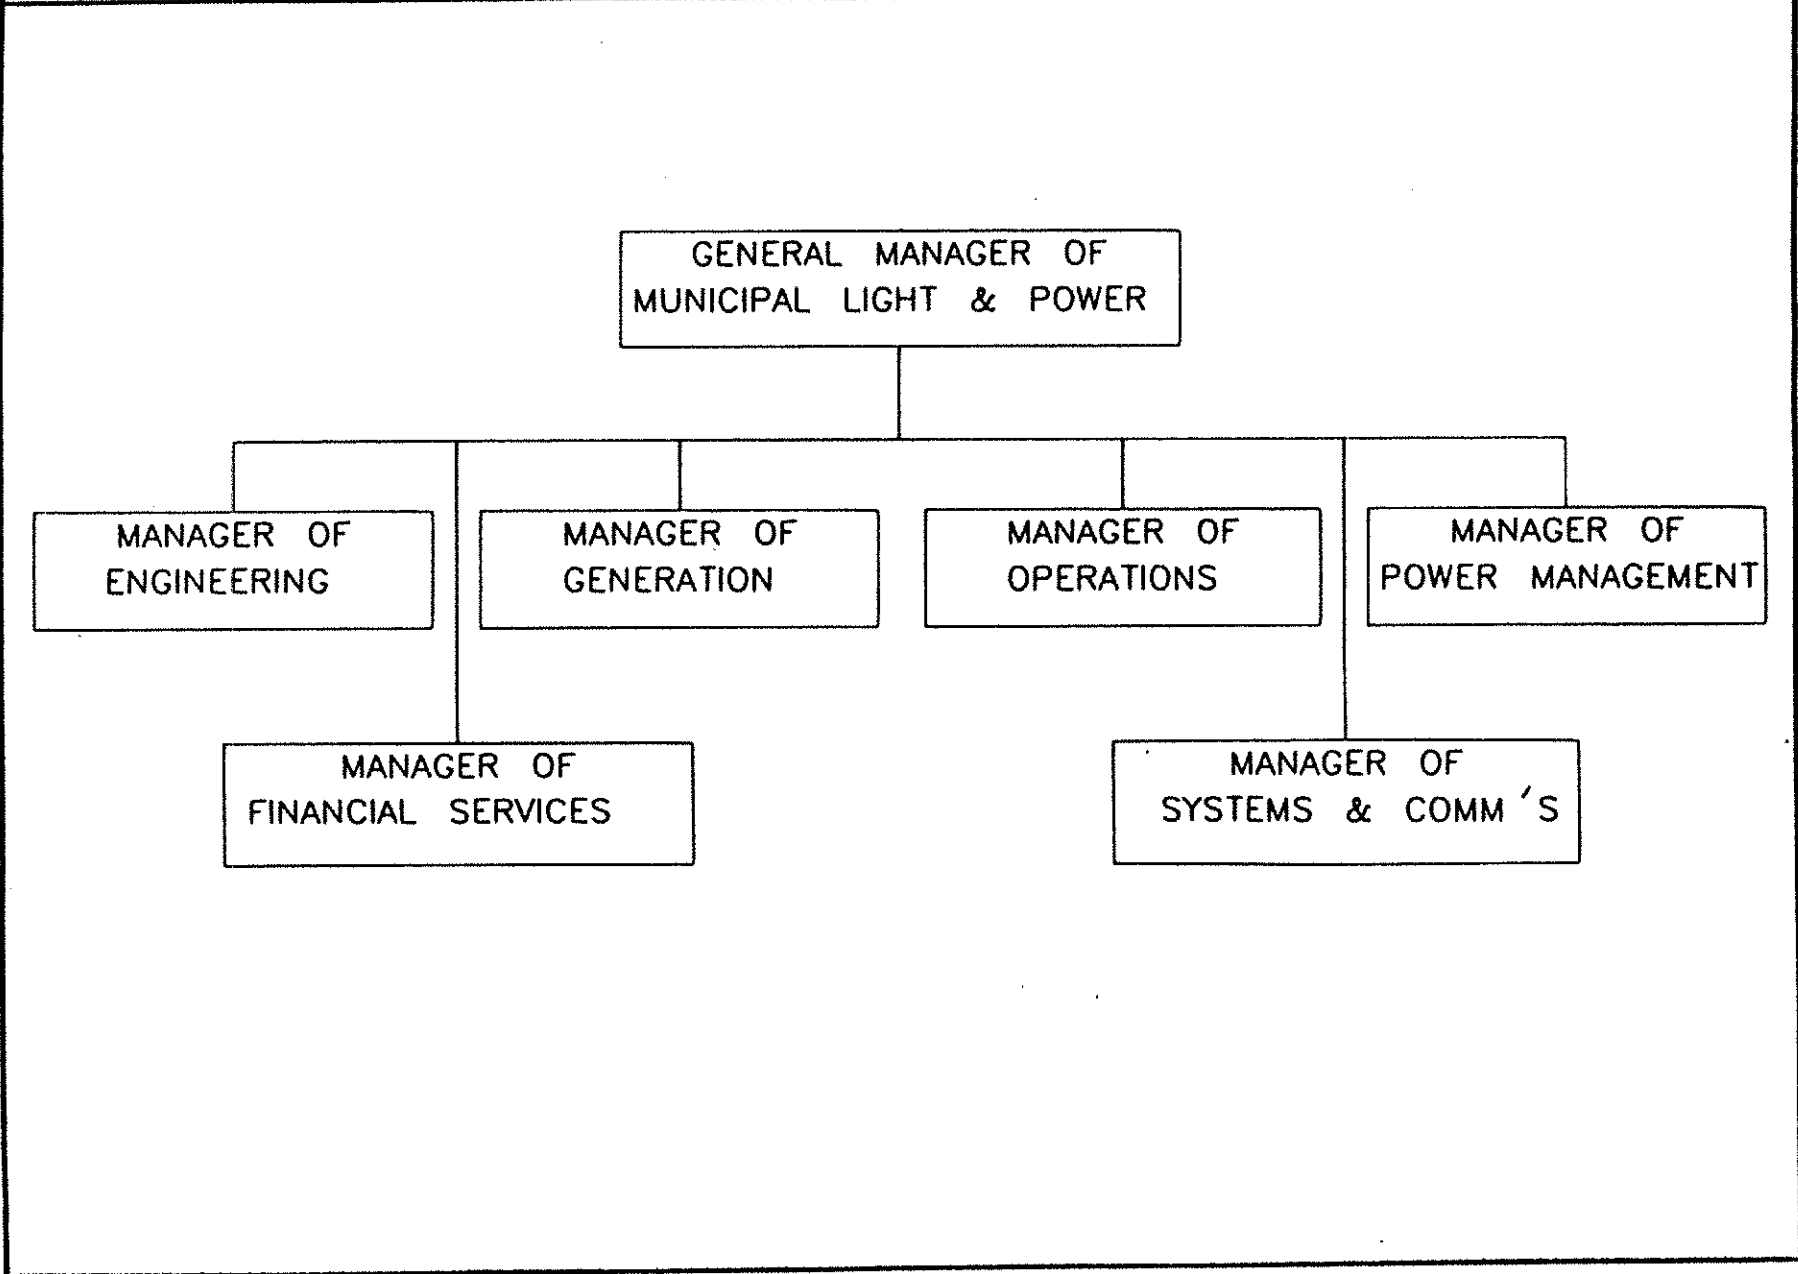 GENERAL MANAGER OF
MUNICIPAL LIGHT & POWER
MANAGER OF
ENGINEERING
MANAGER OF
GENERATION
MANAGER OF
OPERATIONS
MANAGER OF
POWER MANAGEMENT
MANAGER OF
FINANCIAL SERVICES
MANAGER OF
SYSTEMS & COMM'S